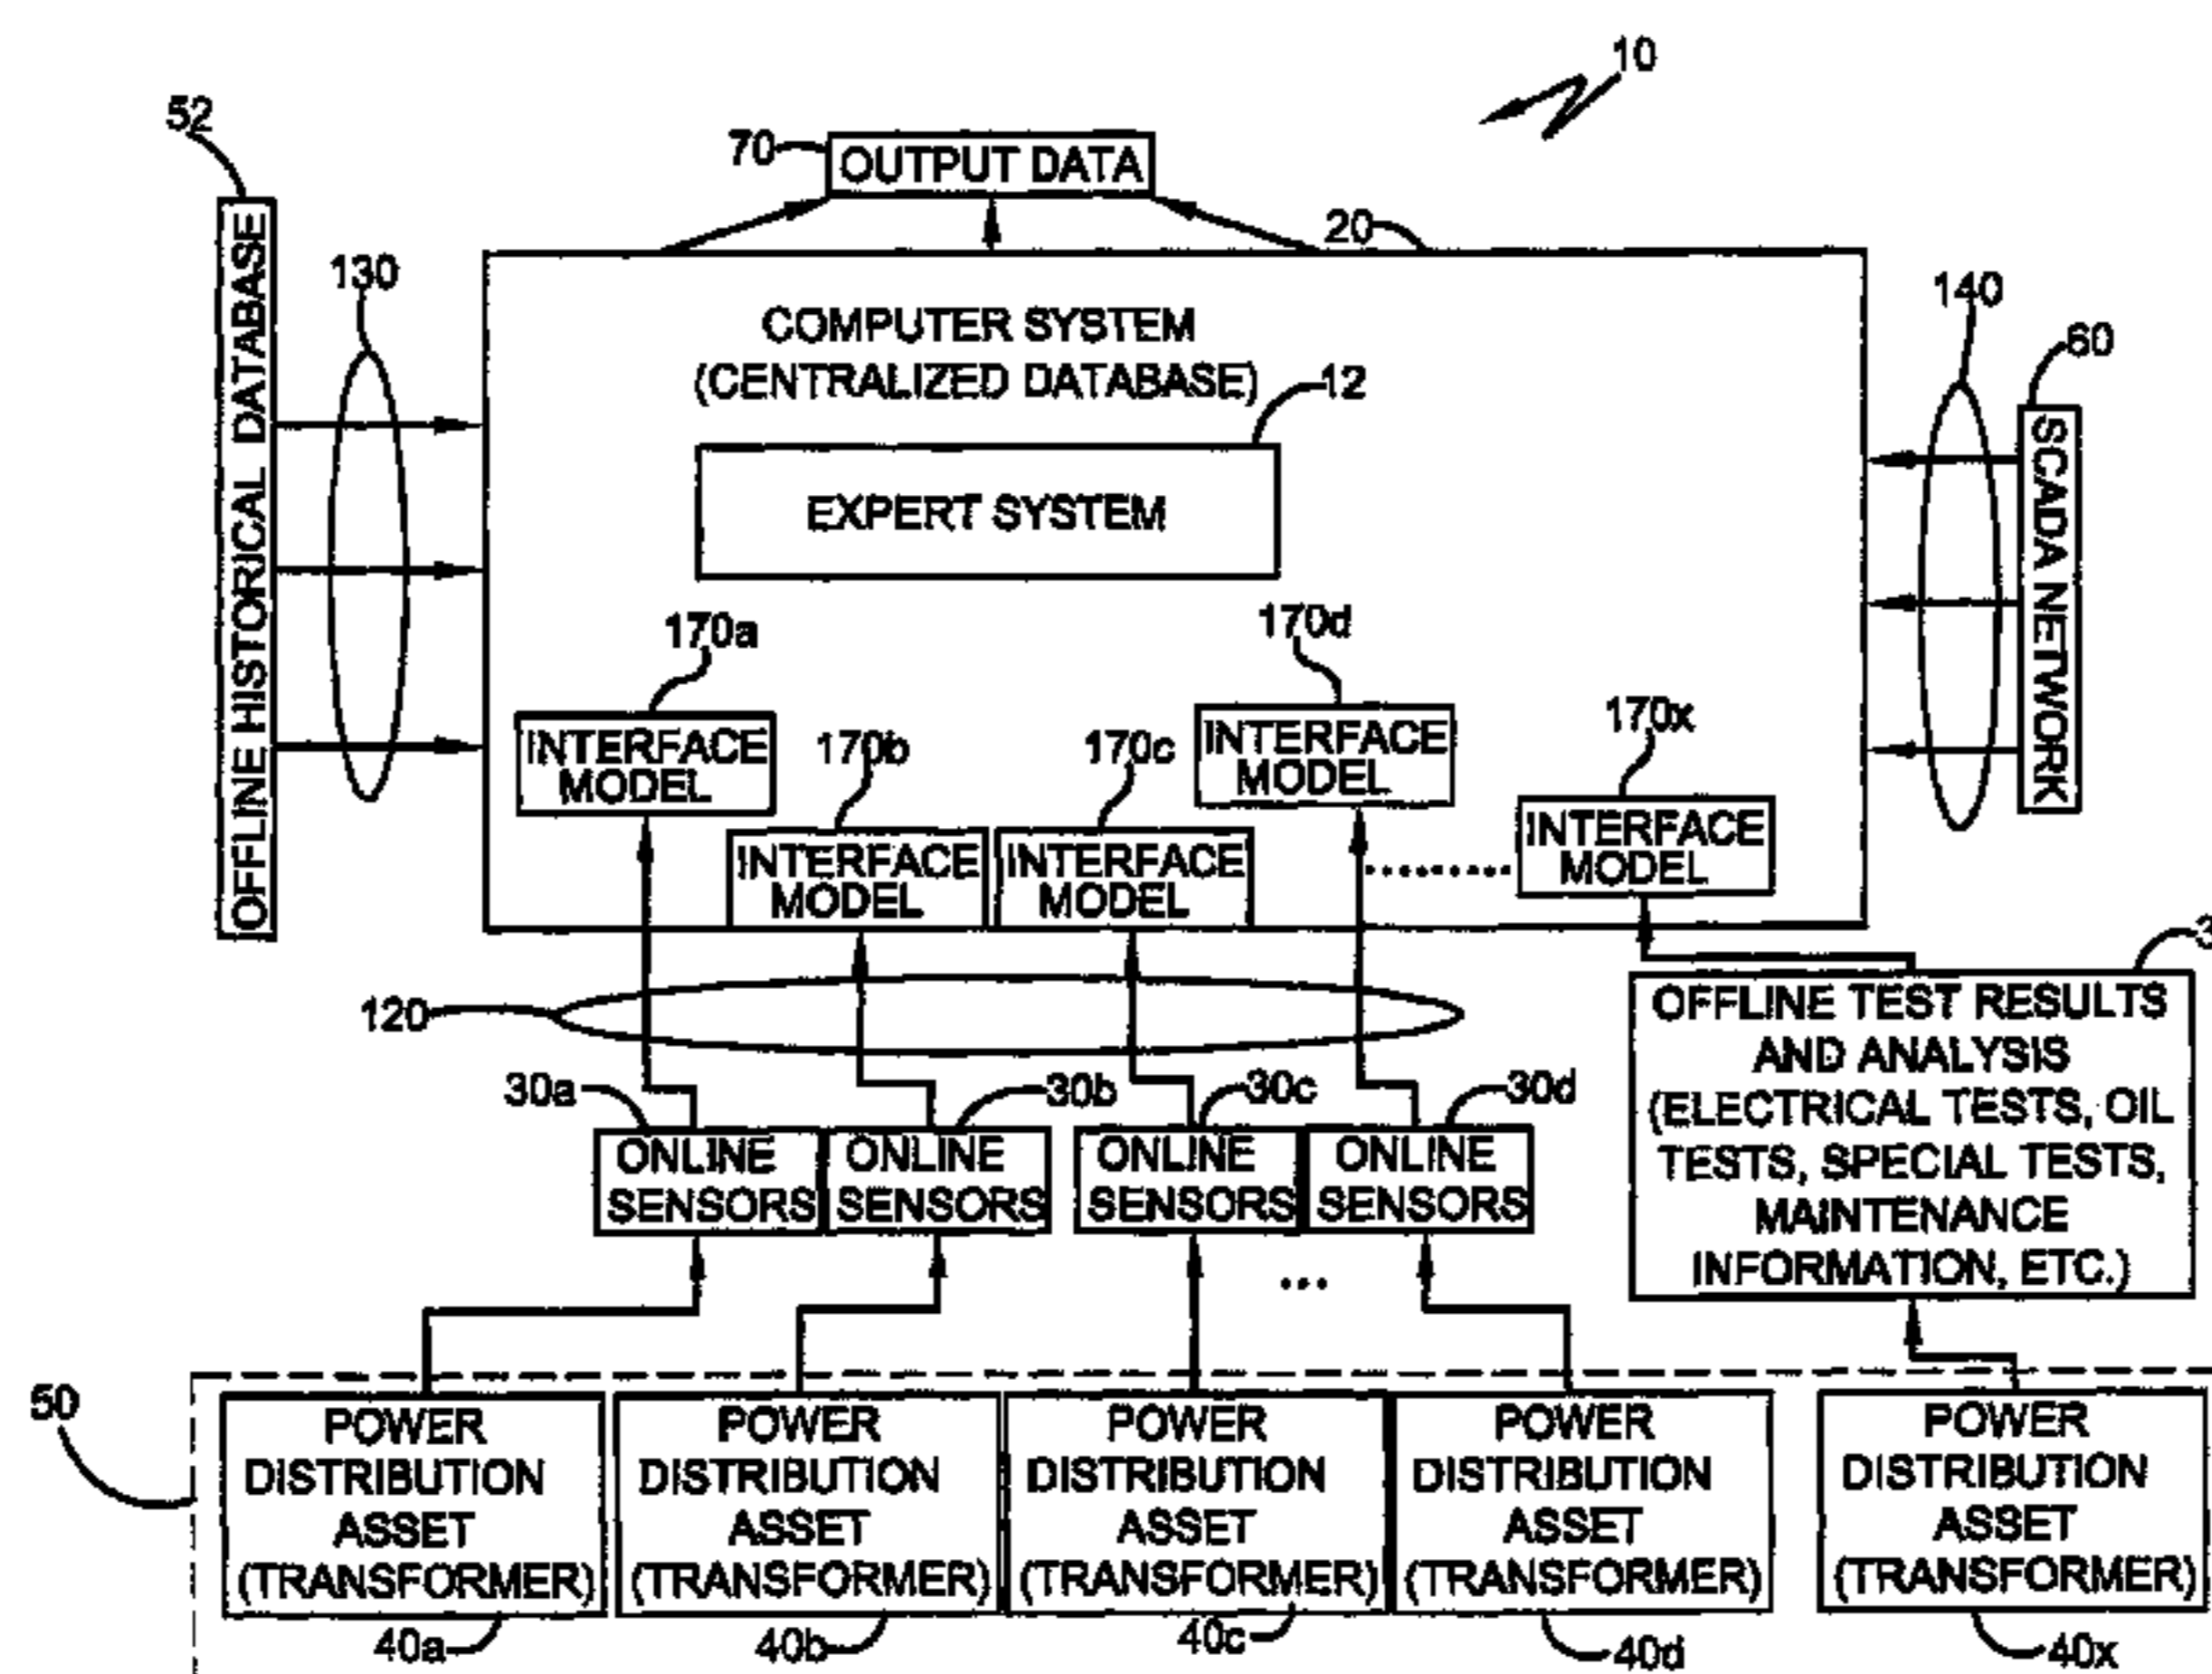 10
52
70
OUTPUT DATA
20
130
140
60
OFFLINE HISTORICAL DATABASE
COMPUTER SYSTEM
(CENTRALIZED DATABASE)
12
EXPERT SYSTEM
SCADA NETWORK
170a
170d
170x
INTERFACE
MODEL
170b
170c
INTERFACE
MODEL
INTERFACE
MODEL
INTERFACE
MODEL
INTERFACE
MODEL
120
30a
30b
30c
30d
ONLINE
SENSORS
ONLINE
SENSORS
ONLINE
SENSORS
...
ONLINE
SENSORS
OFFLINE TEST RESULTS
AND ANALYSIS
(ELECTRICAL TESTS, OIL
TESTS, SPECIAL TESTS,
MAINTENANCE
INFORMATION, ETC.)
50
POWER
DISTRIBUTION
ASSET
(TRANSFORMER)
40a
POWER
DISTRIBUTION
ASSET
(TRANSFORMER)
40b
POWER
DISTRIBUTION
ASSET
(TRANSFORMER)
40c
POWER
DISTRIBUTION
ASSET
(TRANSFORMER)
40d
POWER
DISTRIBUTION
ASSET
(TRANSFORMER)
40x